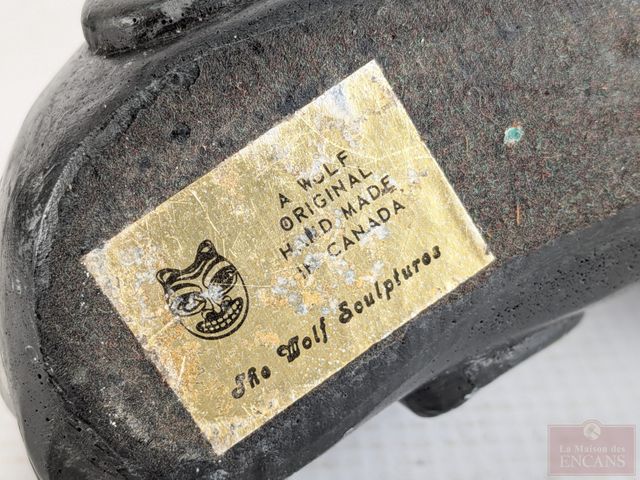 A WOLF
ORIGINAL
HAND MADE
IN CANADA
The Wolf Sculptures
La Maison des
ENCANS